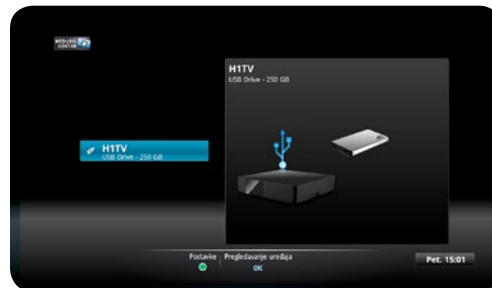 H1TV
USB Drive - 250 GB
H1TV
USB Drive - 250 GB
Postavke
Pregledavanje uređaja
OK
Pet. 15:01